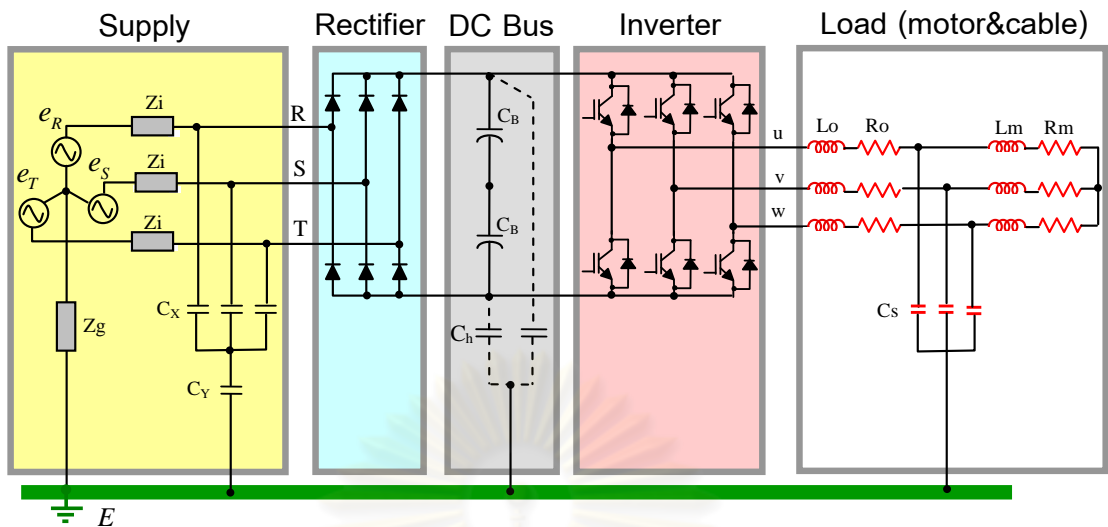 Supply
Rectifier
DC Bus
Inverter
Load (motor&cable)
e_R
Zi
R
e_S
Zi
S
e_T
Zi
T
C_B
C_B
u
v
w
Lo
Ro
Lm
Rm
C_X
Zg
C_Y
C_h
Cs
E